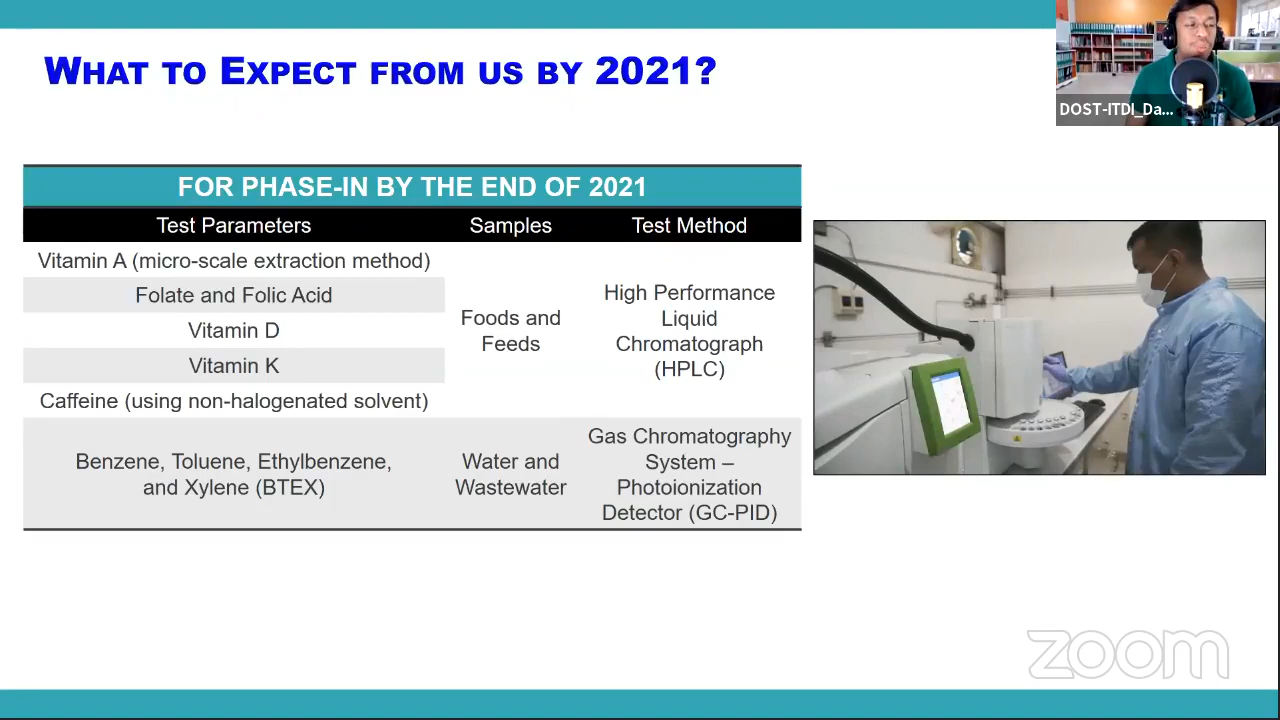 WHAT TO EXPECT FROM US BY 2021?
DOST-ITDI_Da...
FOR PHASE-IN BY THE END OF 2021
Test Parameters Samples Test Method
Vitamin A (micro-scale extraction method)
Folate and Folic Acid
Vitamin D
Vitamin K
Caffeine (using non-halogenated solvent)
Foods and
Feeds
High Performance
Liquid
Chromatograph
(HPLC)
Benzene, Toluene, Ethylbenzene,
and Xylene (BTEX)
Water and
Wastewater
Gas Chromatography
System –
Photoionization
Detector (GC-PID)
zoom